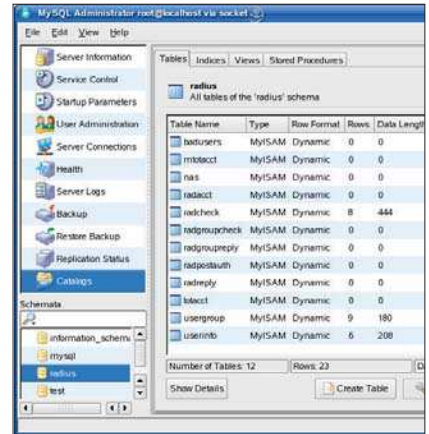 MySQL Administrator root@localhost via socket
File Edit View Help
Server Information
Service Control
Startup Parameters
User Administration
Server Connections
Health
Server Logs
Backup
Restore Backup
Replication Status
Catalogs
Schemata
information_schema
mysql
radius
test
Tables Indices Views Stored Procedures
radius
All tables of the 'radius' schema
Table Name Type Row Format Rows Data Length
badusers MyISAM Dynamic 0 0
mtotacct MyISAM Dynamic 0 0
nas MyISAM Dynamic 0 0
radacct MyISAM Dynamic 0 0
radcheck MyISAM Dynamic 8 444
radgroupcheck MyISAM Dynamic 0 0
radgroupreply MyISAM Dynamic 0 0
radpostauth MyISAM Dynamic 0 0
radreply MyISAM Dynamic 0 0
totacct MyISAM Dynamic 0 0
usergroup MyISAM Dynamic 9 180
userinfo MyISAM Dynamic 6 208
Number of Tables: 12 Rows: 23 D
Show Details Create Table